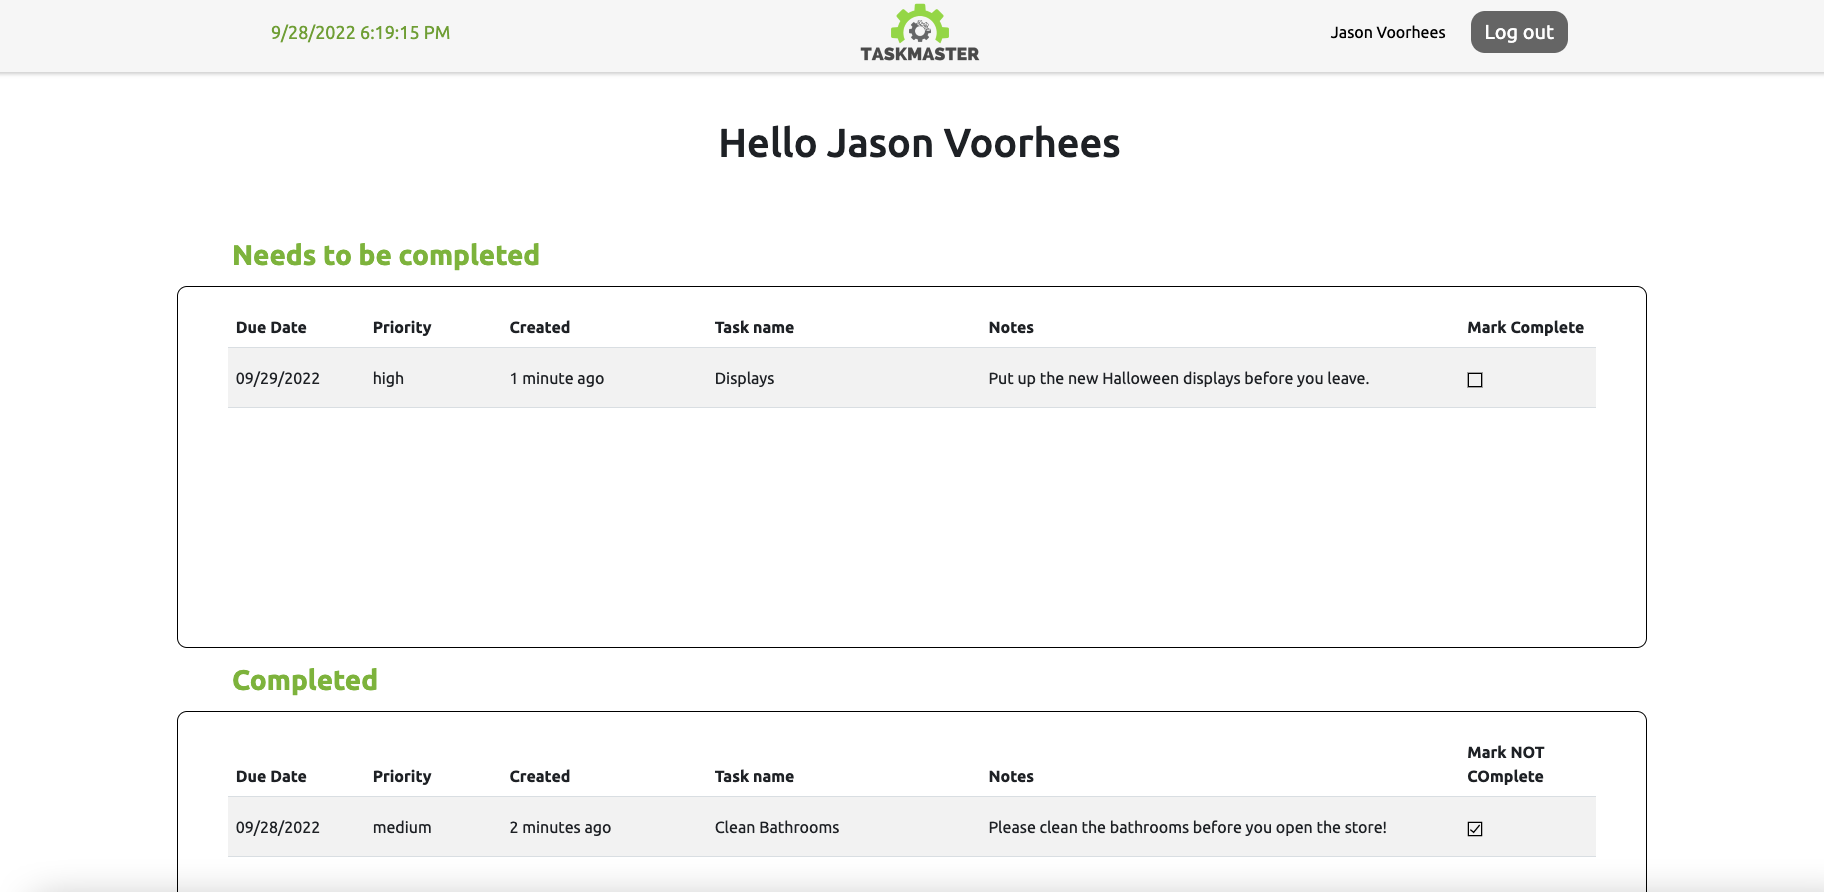 9/28/2022 6:19:15 PM
TASKMASTER
Jason Voorhees
Log out
Hello Jason Voorhees
Needs to be completed
Due Date Priority Created Task name Notes Mark Complete
09/29/2022 high 1 minute ago Displays Put up the new Halloween displays before you leave.
Completed
Due Date Priority Created Task name Notes Mark NOT
COmplete
09/28/2022 medium 2 minutes ago Clean Bathrooms Please clean the bathrooms before you open the store!